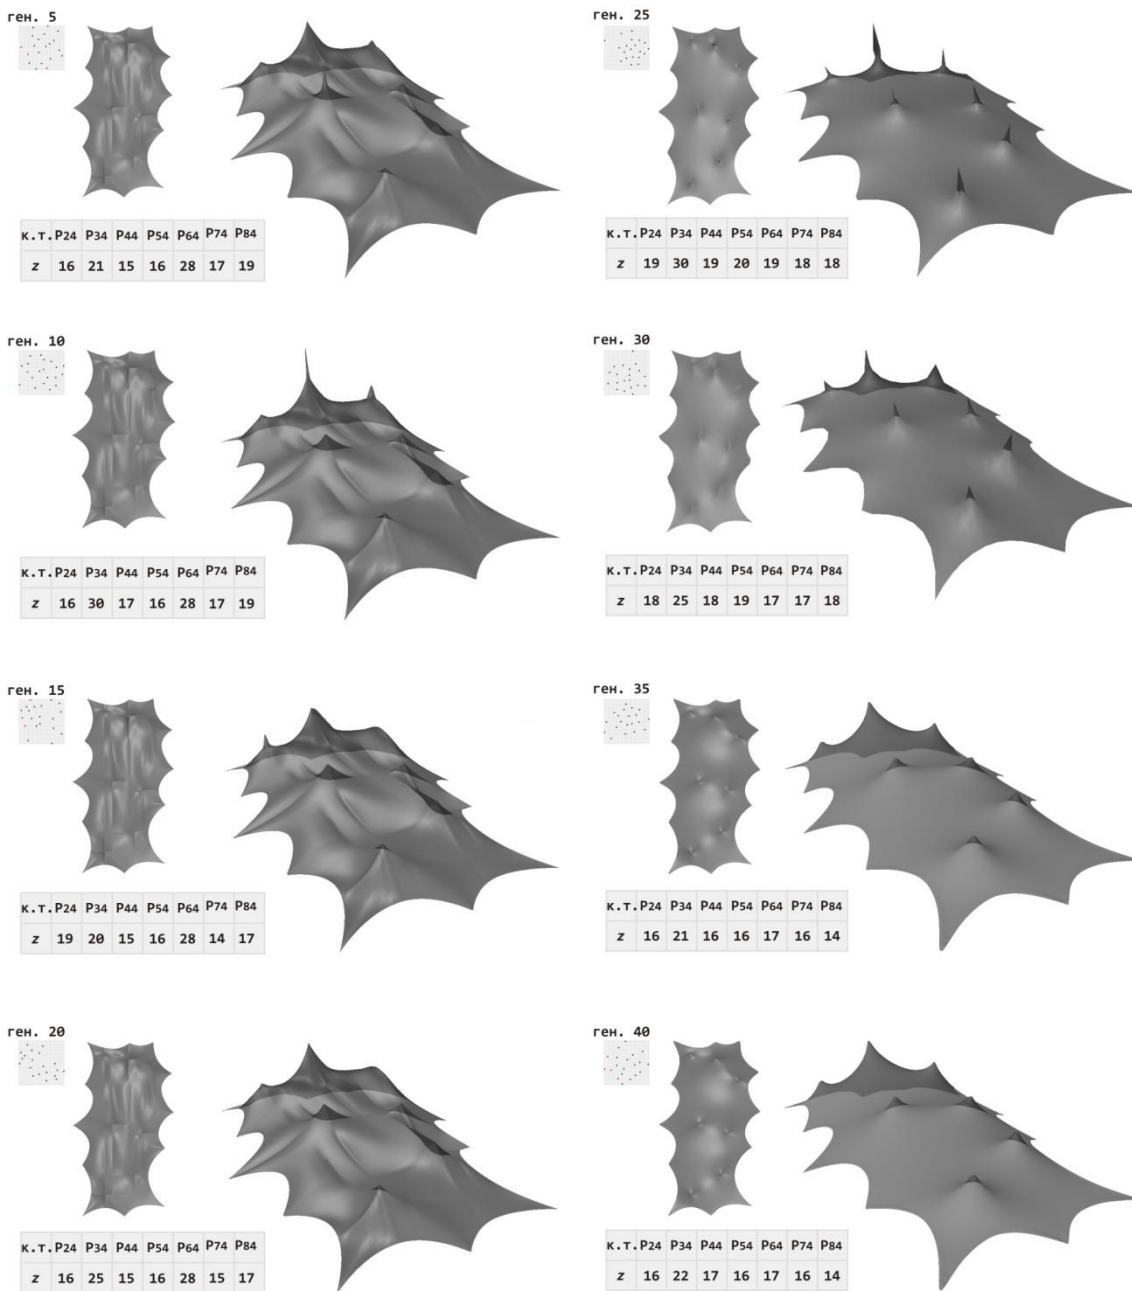 ген. 5
к.т. P24 P34 P44 P54 P64 P74 P84
z 16 21 15 16 28 17 19
ген. 10
к.т. P24 P34 P44 P54 P64 P74 P84
z 16 30 17 16 28 17 19
ген. 15
к.т. P24 P34 P44 P54 P64 P74 P84
z 19 20 15 16 28 14 17
ген. 20
к.т. P24 P34 P44 P54 P64 P74 P84
z 16 25 15 16 28 15 17
ген. 25
к.т. P24 P34 P44 P54 P64 P74 P84
z 19 30 19 20 19 18 18
ген. 30
к.т. P24 P34 P44 P54 P64 P74 P84
z 18 25 18 19 17 17 18
ген. 35
к.т. P24 P34 P44 P54 P64 P74 P84
z 16 21 16 16 17 16 14
ген. 40
к.т. P24 P34 P44 P54 P64 P74 P84
z 16 22 17 16 17 16 14